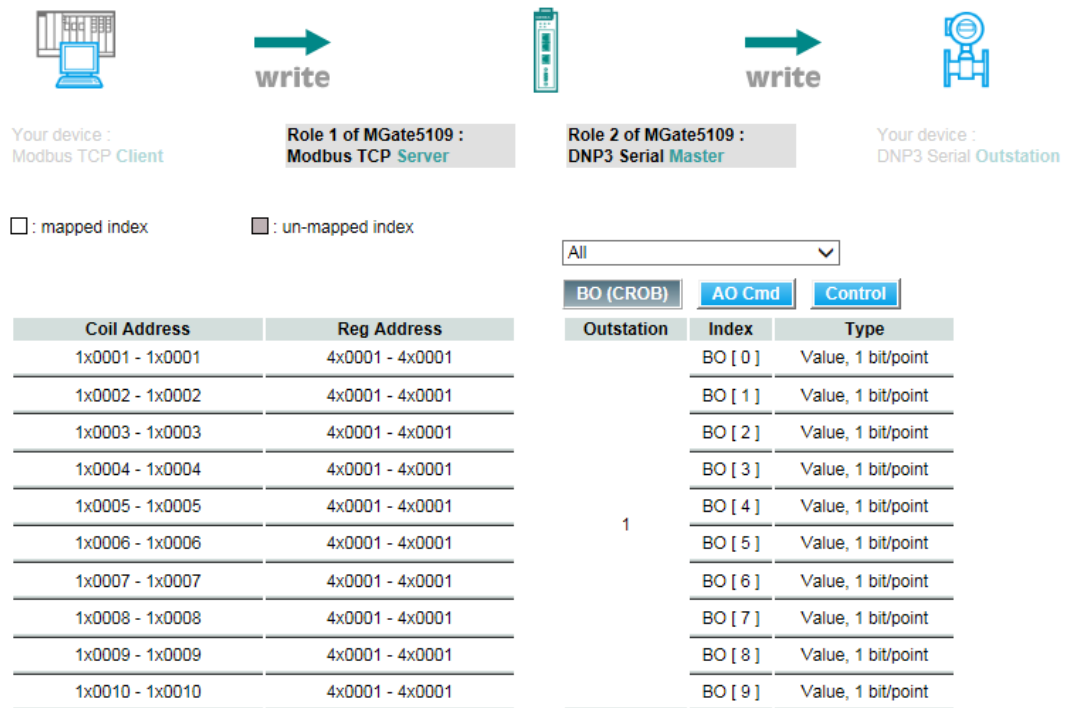 write
write
Your device :
Modbus TCP Client
Role 1 of MGate5109 :
Modbus TCP Server
Role 2 of MGate5109 :
DNP3 Serial Master
Your device :
DNP3 Serial Outstation
: mapped index
: un-mapped index
All
BO (CROB) AO Cmd Control
Coil Address Reg Address Outstation Index Type
1x0001 - 1x0001 4x0001 - 4x0001 BO [ 0 ] Value, 1 bit/point
1x0002 - 1x0002 4x0001 - 4x0001 BO [ 1 ] Value, 1 bit/point
1x0003 - 1x0003 4x0001 - 4x0001 BO [ 2 ] Value, 1 bit/point
1x0004 - 1x0004 4x0001 - 4x0001 BO [ 3 ] Value, 1 bit/point
1x0005 - 1x0005 4x0001 - 4x0001 BO [ 4 ] Value, 1 bit/point
1
1x0006 - 1x0006 4x0001 - 4x0001 BO [ 5 ] Value, 1 bit/point
1x0007 - 1x0007 4x0001 - 4x0001 BO [ 6 ] Value, 1 bit/point
1x0008 - 1x0008 4x0001 - 4x0001 BO [ 7 ] Value, 1 bit/point
1x0009 - 1x0009 4x0001 - 4x0001 BO [ 8 ] Value, 1 bit/point
1x0010 - 1x0010 4x0001 - 4x0001 BO [ 9 ] Value, 1 bit/point